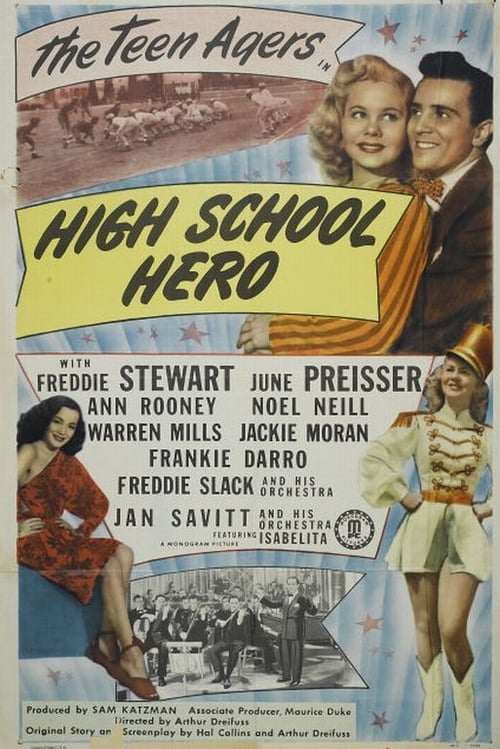 the Teen Agers
IN
HIGH SCHOOL
HERO
WITH
FREDDIE STEWART JUNE PREISSER
ANN ROONEY NOEL NEILL
WARREN MILLS JACKIE MORAN
FRANKIE DARRO
FREDDIE SLACK AND HIS ORCHESTRA
JAN SAVITT AND HIS ORCHESTRA
FEATURING ISABELITA
A MONOGRAM PICTURE
Produced by SAM KATZMAN Associate Producer, Maurice Duke
Directed by Arthur Dreifuss
Original Story an Screenplay by Hal Collins and Arthur Dreifuss